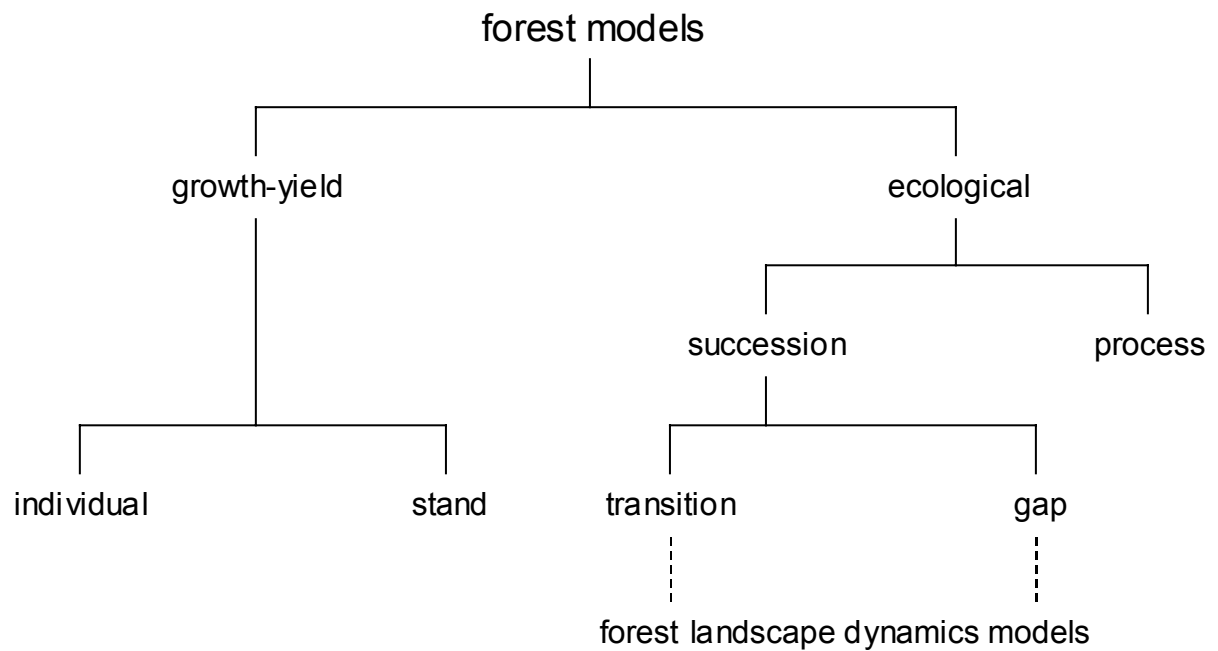 forest models
growth-yield
ecological
succession
process
individual
stand
transition
gap
forest landscape dynamics models